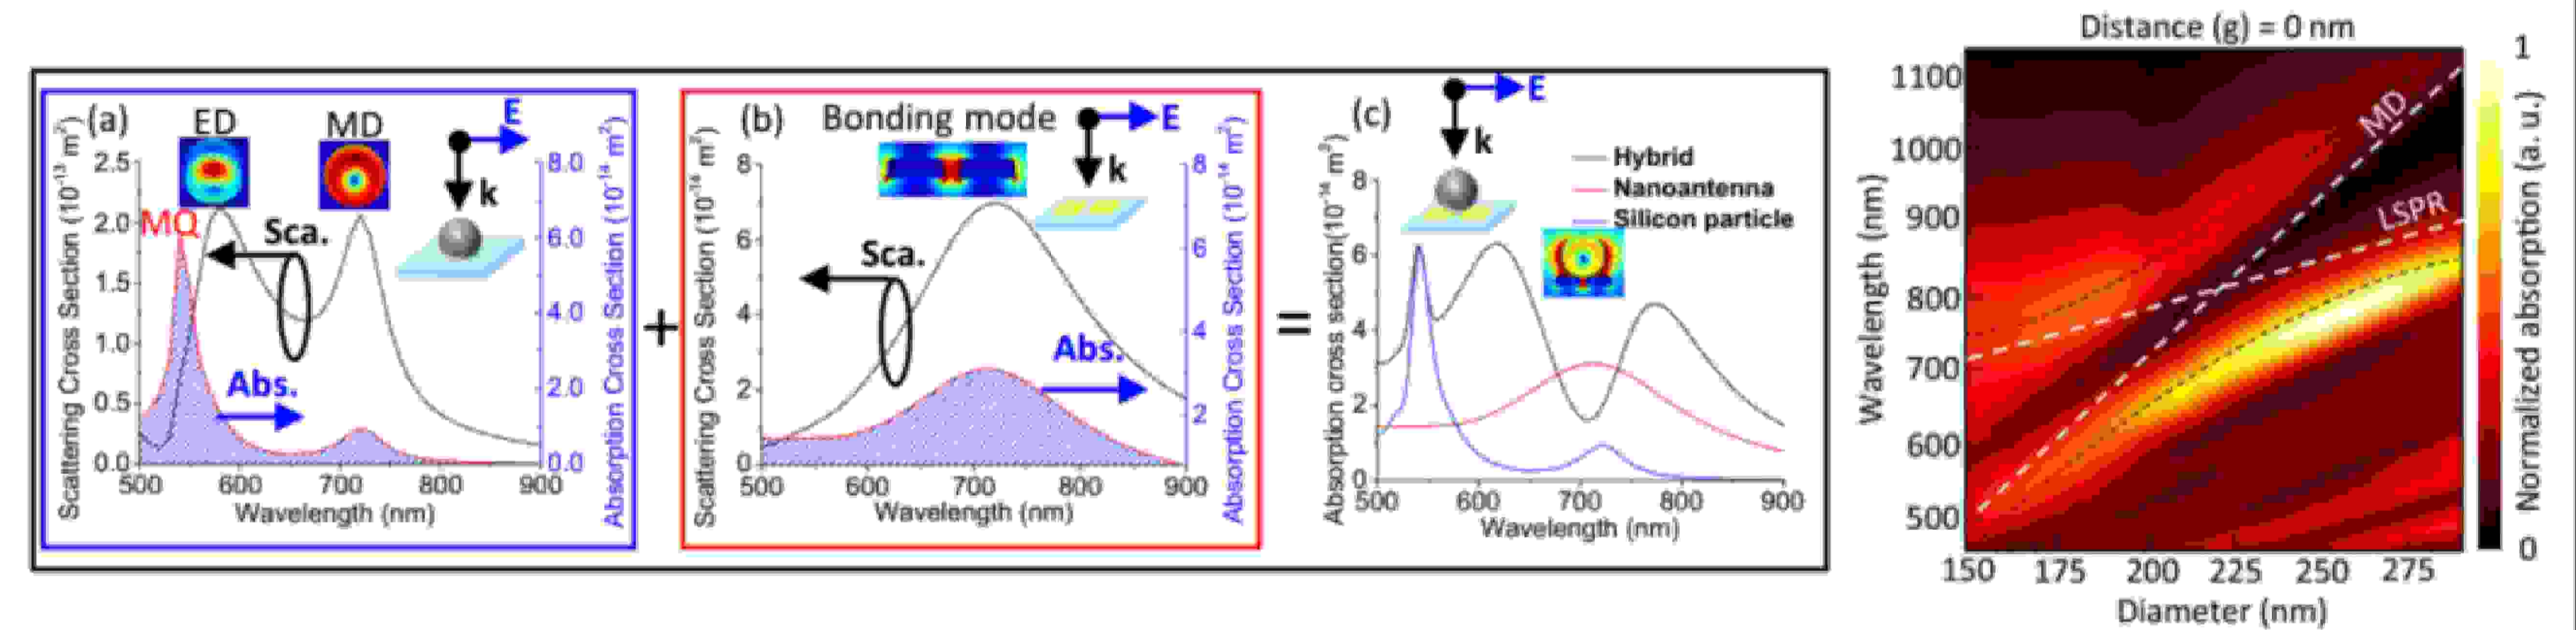 (a)
ED
MD
E
k
MQ
Sca.
Abs.
Scattering Cross Section (10⁻¹³ m²)
2.5
2.0
1.5
1.0
0.5
0.0
500 600 700 800 900
Wavelength (nm)
8.0
6.0
4.0
2.0
0.0
Absorption Cross Section (10⁻¹⁴ m²)
+
(b) Bonding mode
E
k
Sca.
Abs.
Scattering Cross Section (10⁻¹⁴ m²)
8
6
4
2
0
500 600 700 800 900
Wavelength (nm)
8
6
4
2
Absorption Cross Section (10⁻¹⁴ m²)
=
(c)
E
k
Hybrid
Nanoantenna
Silicon particle
Absorption cross section(10⁻¹⁴ m²)
8
6
4
2
0
500 600 700 800 900
Wavelength (nm)
Distance (g) = 0 nm
MD
LSPR
Wavelength (nm)
1100
1000
900
800
700
600
500
150 175 200 225 250 275
Diameter (nm)
1
0
Normalized absorption (a. u.)